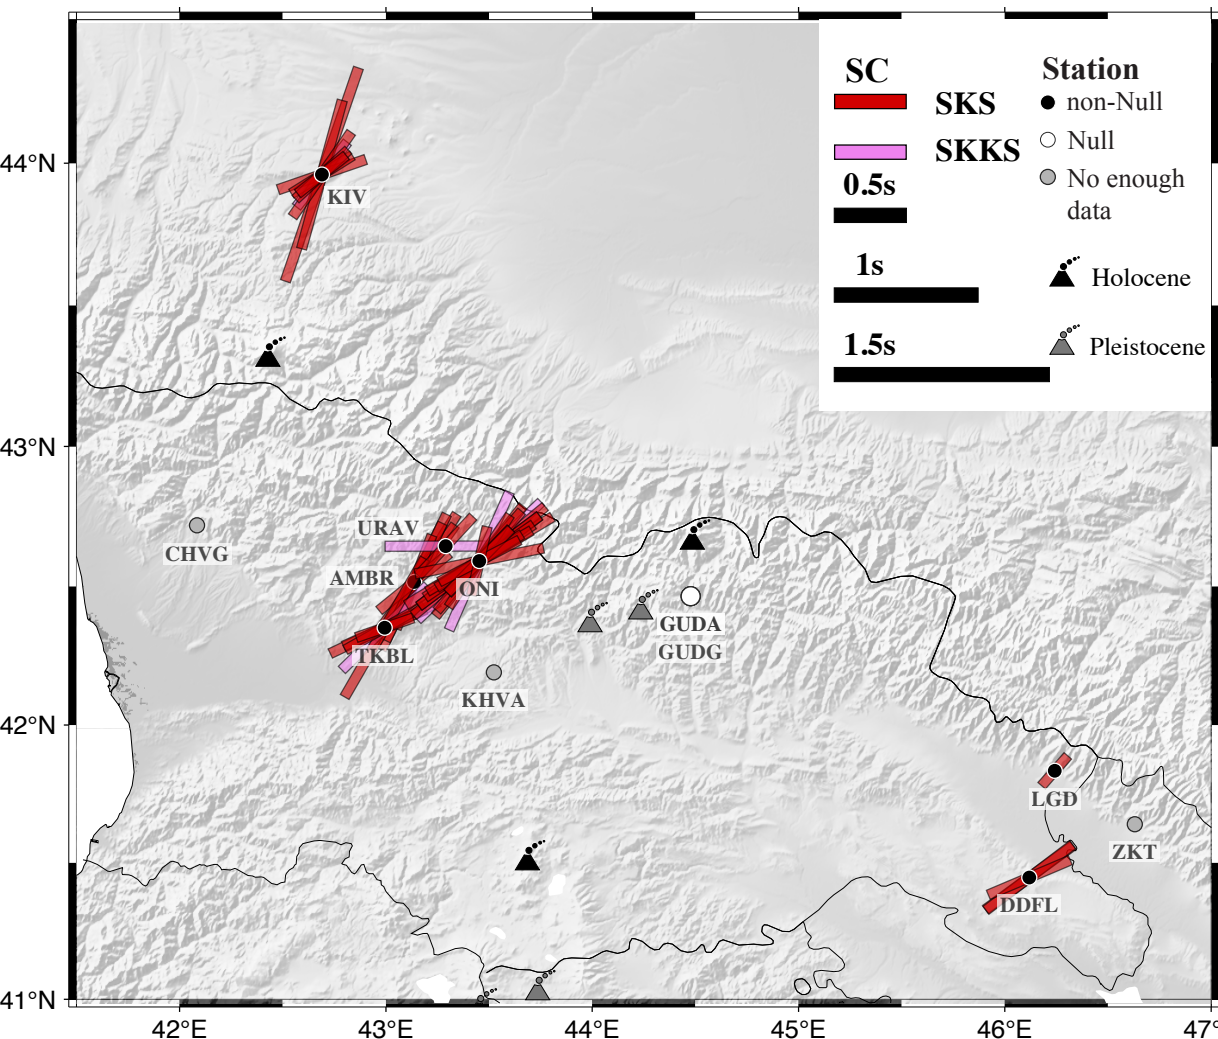 SC
SKS
SKKS
0.5s
1s
1.5s
Station
non-Null
Null
No enough
data
Holocene
Pleistocene
44°N
43°N
42°N
41°N
KIV
URAV
CHVG
AMBR
ONI
GUDA
GUDG
TKBL
KHVA
LGD
ZKT
DDFL
42°E
43°E
44°E
45°E
46°E
47°